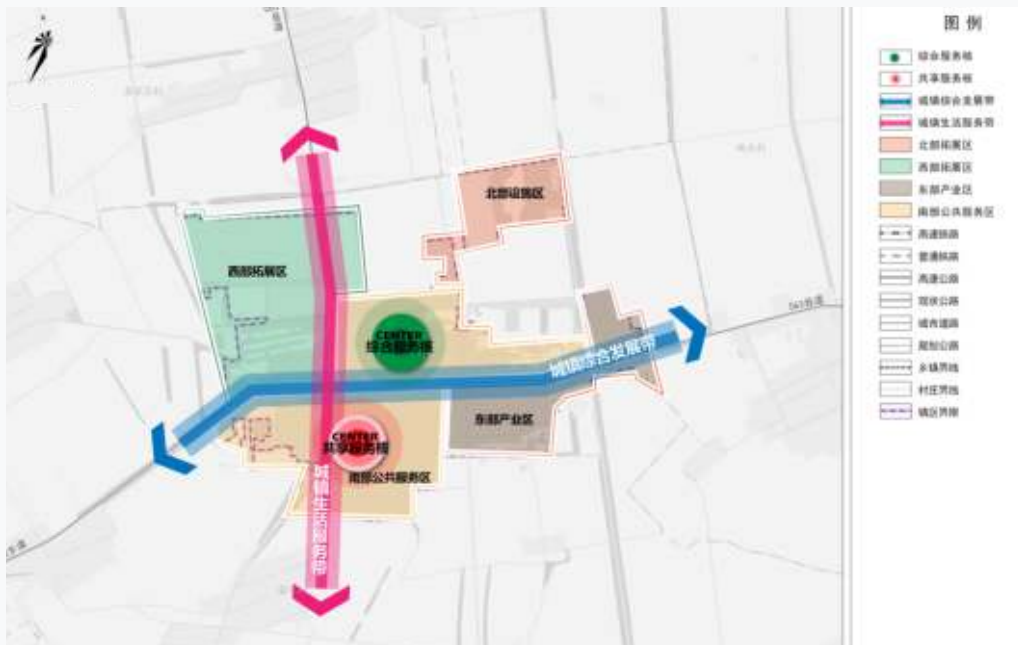 北部设施区
西部拓展区
CENTER
综合服务核
城镇综合发展带
东部产业区
CENTER
共享服务核
南部公共服务区
城镇生活服务带
图例
综合服务核
共享服务核
城镇综合发展带
城镇生活服务带
北部拓展区
西部拓展区
东部产业区
南部公共服务区
高速铁路
普通铁路
高速公路
现状公路
城市道路
规划公路
乡镇界线
村庄界线
镇区界限